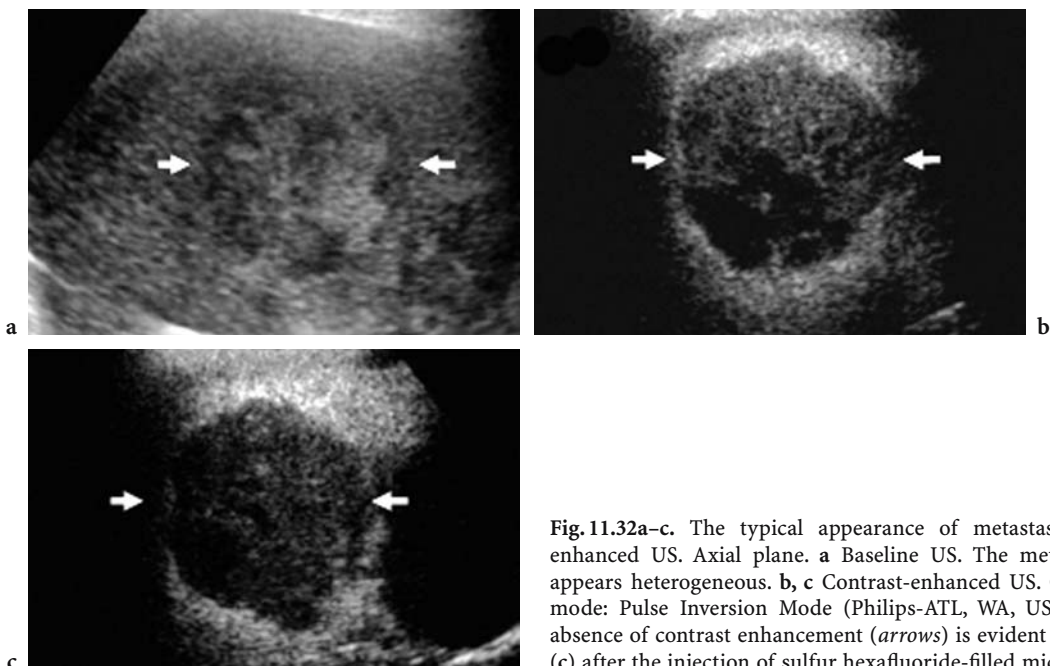 a
b
c
Fig. 11.32a–c. The typical appearance of metastas
enhanced US. Axial plane. a Baseline US. The met
appears heterogeneous. b, c Contrast-enhanced US.
mode: Pulse Inversion Mode (Philips-ATL, WA, US
absence of contrast enhancement (arrows) is evident
(c) after the injection of sulfur hexafluoride-filled mi